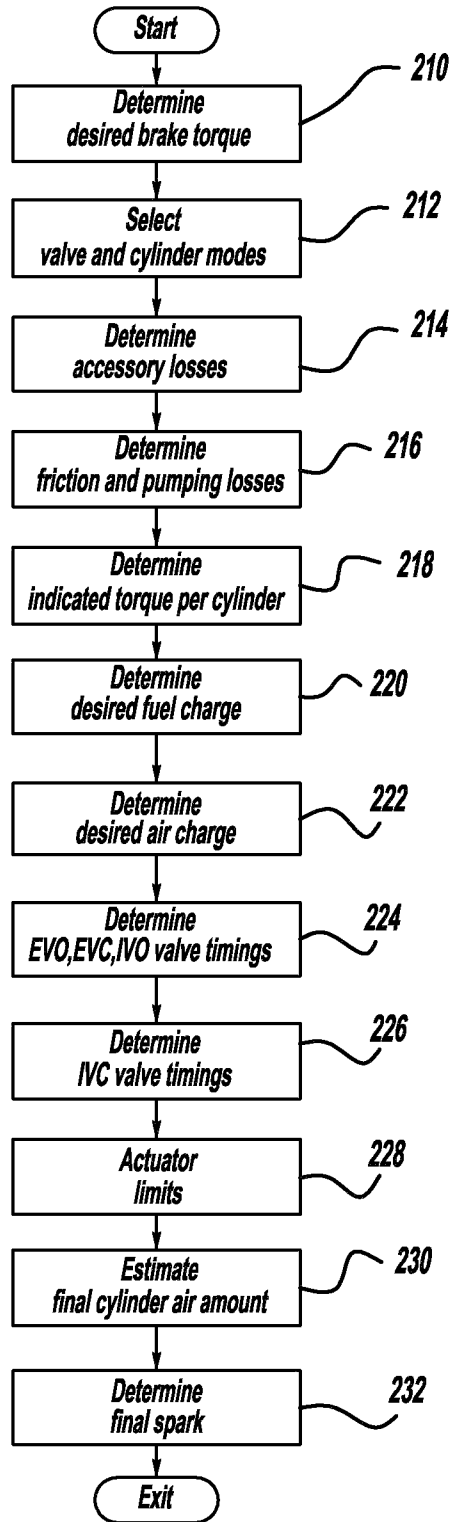 Start
210
Determine
desired brake torque
212
Select
valve and cylinder modes
214
Determine
accessory losses
216
Determine
friction and pumping losses
218
Determine
indicated torque per cylinder
220
Determine
desired fuel charge
222
Determine
desired air charge
224
Determine
EVO,EVC,IVO valve timings
226
Determine
IVC valve timings
228
Actuator
limits
230
Estimate
final cylinder air amount
232
Determine
final spark
Exit